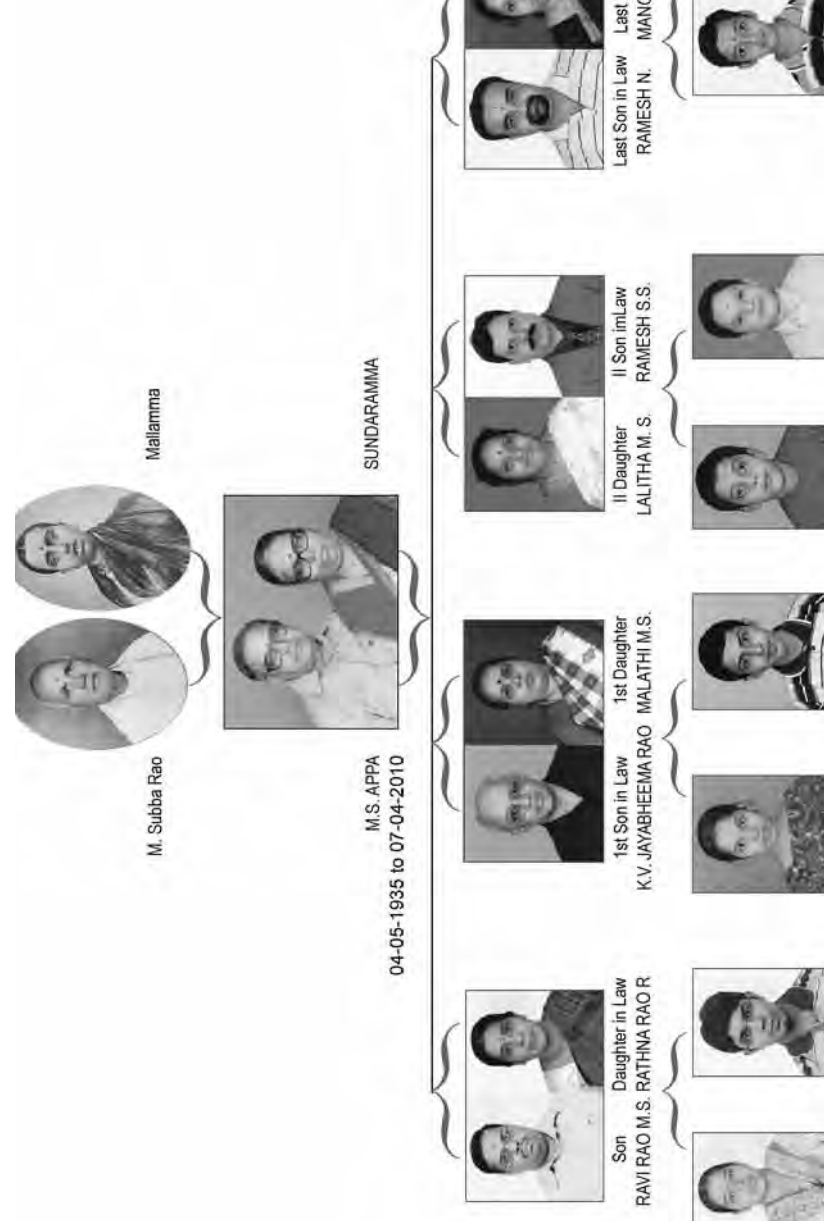 M. Subba Rao Mallamma
M.S. APPA SUNDARAMMA
04-05-1935 to 07-04-2010
Son Daughter in Law
RAVI RAO M.S. RATHNA RAO R
1st Son in Law 1st Daughter
K.V. JAYABHEEMA RAO MALATHI M.S.
II Daughter II Son imLaw
LALITHA M. S. RAMESH S.S.
Last Son in Law Last
RAMESH N.